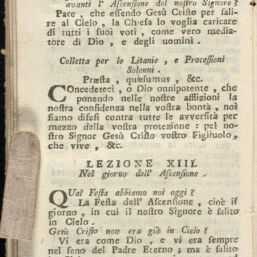 avanti l' Ascensione del nostro Signore?
Pare, che essendo Gesù Cristo per sali-
re al Cielo, la Chiesa lo voglia caricare
di tutti i suoi voti, come vero media-
tore di Dio, e degli uomini.
Colletta per le Litanie, e Processioni
Solenni.
Præsta, quæsumus, &c.
Concedeteci, o Dio onnipotente, che
ponendo nelle nostre afflizioni la
nostra confidenza nella vostra bontà, noi
siamo difesi contro tutte le avversità per
mezzo della vostra protezione: pel no-
stro Signor Gesù Cristo vostro Figliuolo,
che vive, &c.
LEZIONE XIII.
Nel giorno dell' Ascensione.
Qual Festa abbiamo noi oggi?
La Festa dell' Ascensione, cioè il
giorno, in cui il nostro Signore è salito
in Cielo.
Gesù Cristo non era già in Cielo?
Vi era come Dio, e vi era sempre
nel seno del Padre Eterno; ma è salito